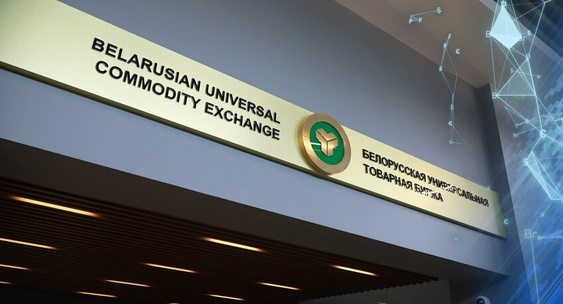 BELARUSIAN UNIVERSAL
COMMODITY EXCHANGE
БЕЛОРУССКАЯ УНИВЕРСАЛЬНАЯ
ТОВАРНАЯ БИРЖА